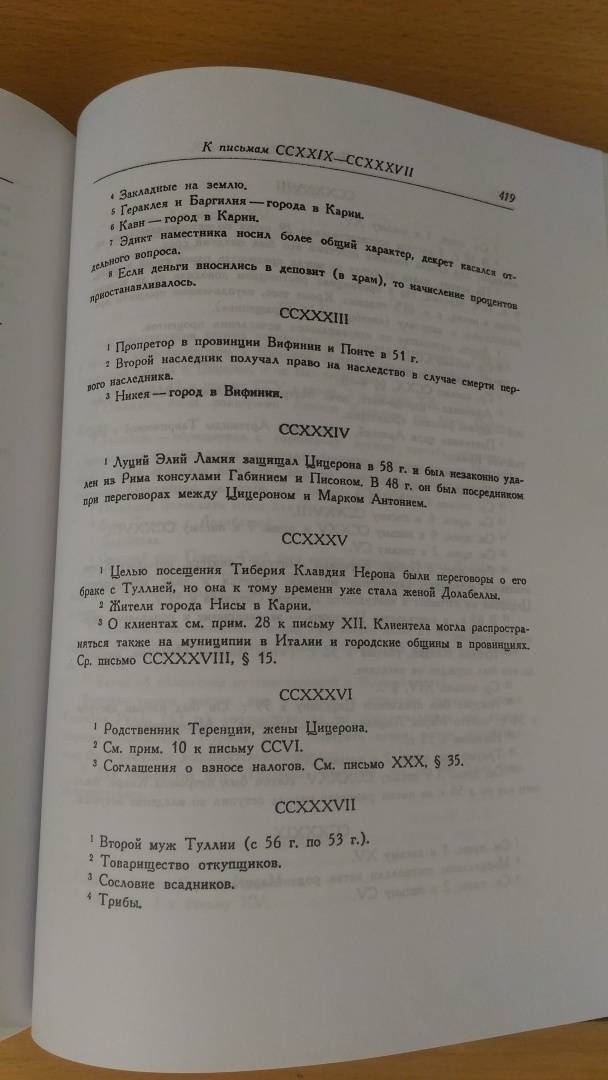 К письмам CCXXIX—CCXXXVII
419
4 Закладные на землю.
5 Гераклея и Баргилия — города в Карии.
6 Кавн — город в Карии.
7 Эдикт наместника носил более общий характер, декрет касался от-
дельного вопроса.
8 Если деньги вносились в депозит (в храм), то начисление процентов
приостанавливалось.
CCXXXIII
1 Пропретор в провинции Вифинии и Понте в 51 г.
2 Второй наследник получал право на наследство в случае смерти пер-
вого наследника.
3 Никея — город в Вифинии.
CCXXXIV
1 Луций Элий Ламия защищал Цицерона в 58 г. и был незаконно уда-
лен из Рима консулами Габинием и Писоном. В 48 г. он был посредником
при переговорах между Цицероном и Марком Антонием.
CCXXXV
1 Целью посещения Тиберия Клавдия Нерона были переговоры о его
браке с Туллией, но она к тому времени уже стала женой Долабеллы.
2 Жители города Нисы в Карии.
3 О клиентах см. прим. 28 к письму XII. Клиентела могла распростра-
няться также на муниципии в Италии и городские общины в провинциях.
Ср. письмо CCXXXVIII, § 15.
CCXXXVI
1 Родственник Теренции, жены Цицерона.
2 См. прим. 10 к письму CCVI.
3 Соглашения о взносе налогов. См. письмо XXX, § 35.
CCXXXVII
1 Второй муж Туллии (с 56 г. по 53 г.).
2 Товарищество откупщиков.
3 Сословие всадников.
4 Трибы.